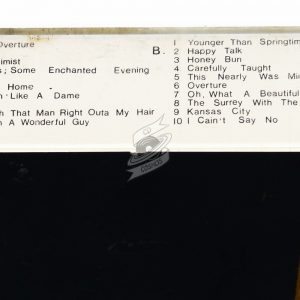 Overture
imist
s; Some Enchanted Evening
Home
n Like A Dame
h That Man Right Outa My Hair
n A Wonderful Guy
B.
1 Younger Than Springtim
2 Happy Talk
3 Honey Bun
4 Carefully Taught
5 This Nearly Was Min
6 Overture
7 Oh, What A Beautiful
8 The Surrey With The
9 Kansas City
10 I Cain't Say No